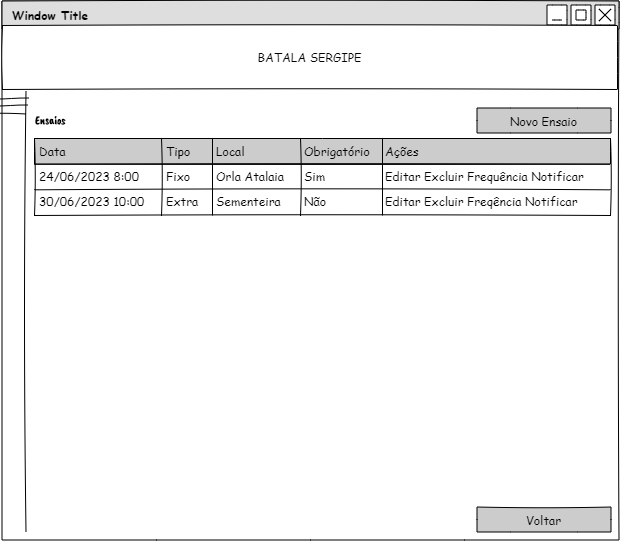 Window Title
BATALA SERGIPE
Ensaios
Novo Ensaio
Data Tipo Local Obrigatório Ações
24/06/2023 8:00 Fixo Orla Atalaia Sim Editar Excluir Frequência Notificar
30/06/2023 10:00 Extra Sementeira Não Editar Excluir Freqência Notificar
Voltar